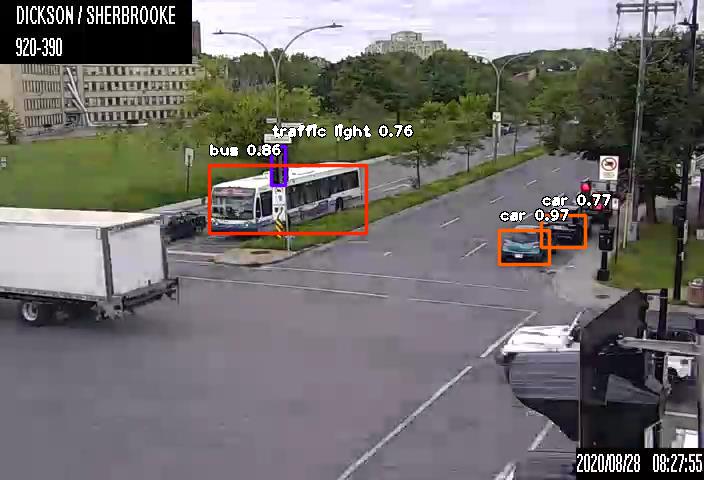 DICKSON / SHERBROOKE
920-390
traffic light 0.76
bus 0.86
car 0.77
car 0.97
2020/08/28 08:27:55